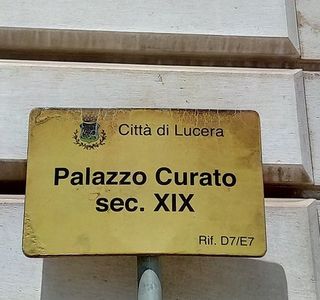 Città di Lucera
Palazzo Curato
sec. XIX
Rif. D7/E7